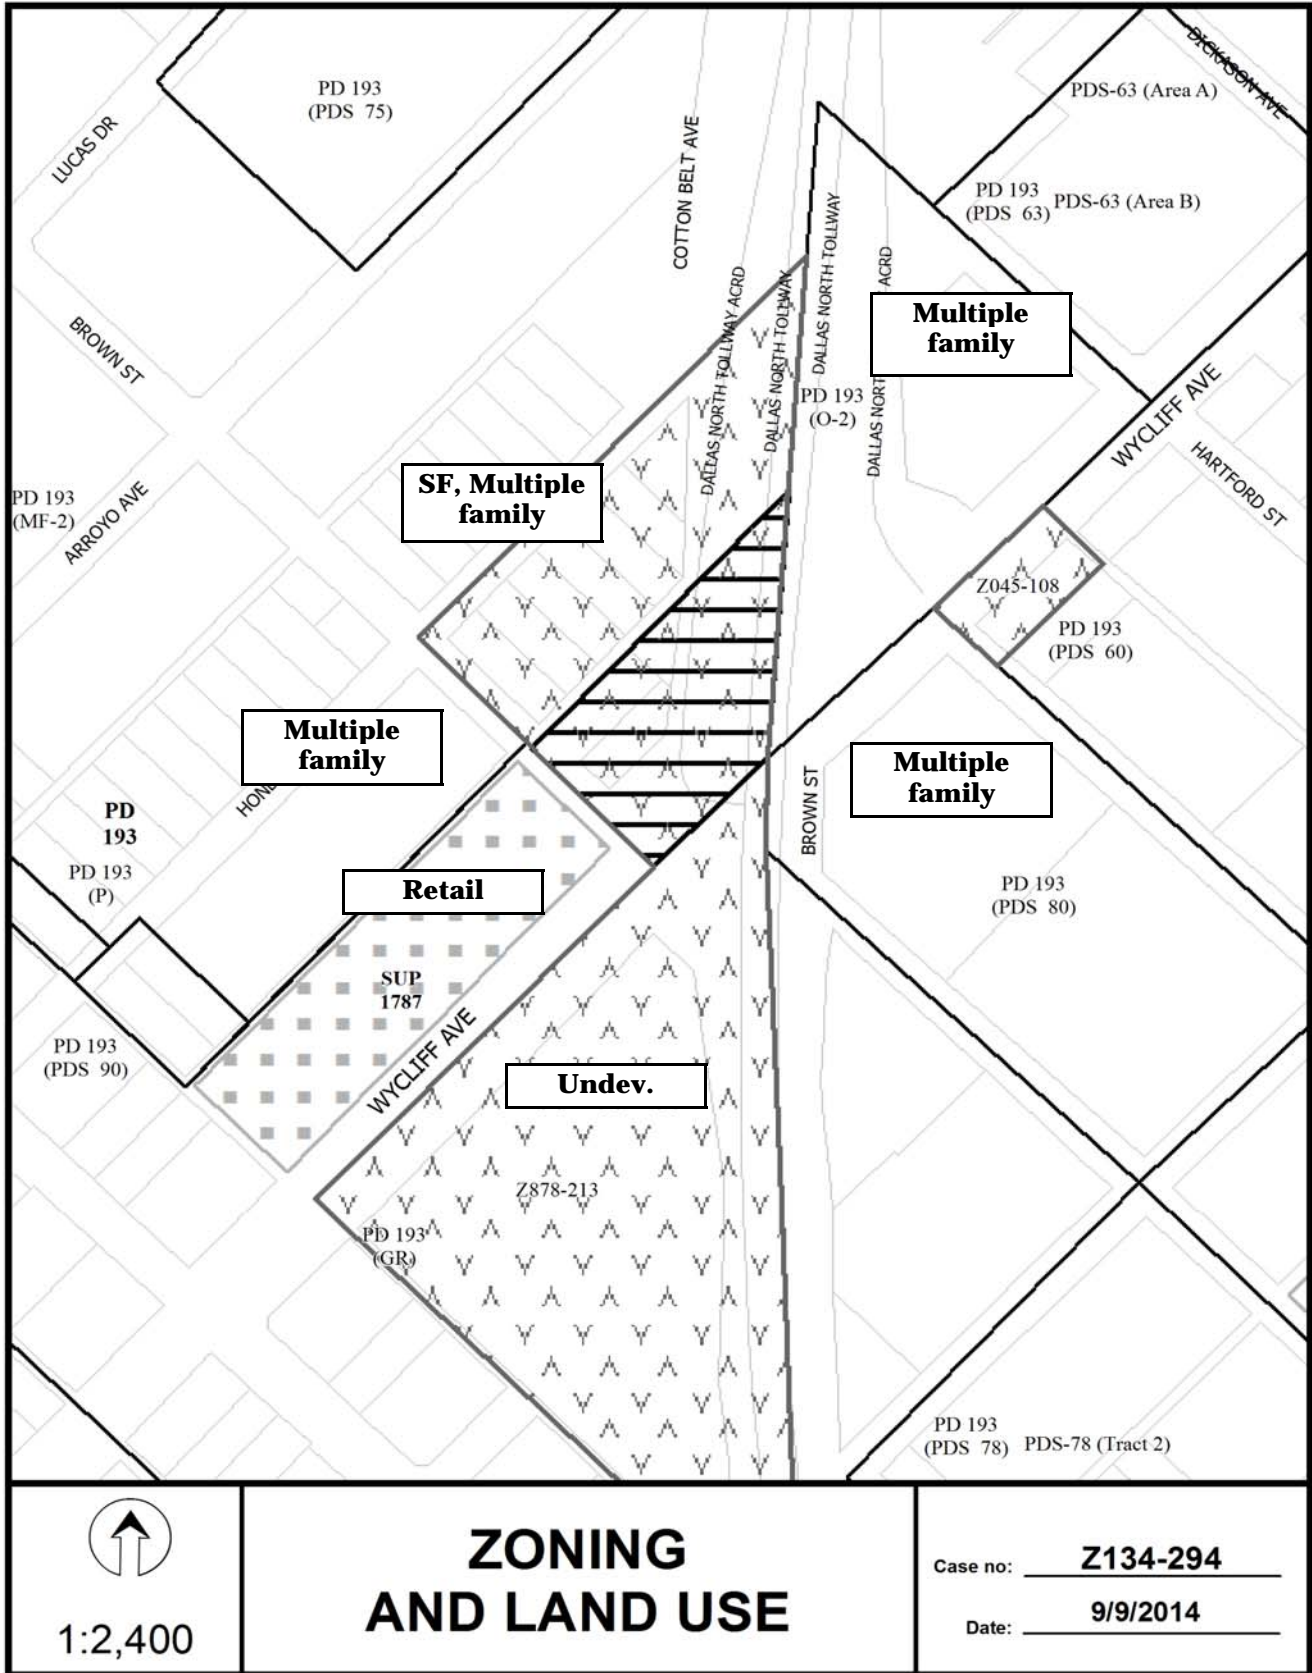 DICKASON AVE
PD 193
(PDS 75)
PDS-63 (Area A)
LUCAS DR
COTTON BELT AVE
PD 193
(PDS 63)
PDS-63 (Area B)
DALLAS NORTH TOLLWAY
DALLAS NORTH TOLLWAY ACRD
DALLAS NORTH TOLLWAY
DALLAS NORT
ACRD
Multiple
family
BROWN ST
PD 193
(O-2)
WYCLIFF AVE
HARTFORD ST
SF, Multiple
family
PD 193
(MF-2)
ARROYO AVE
Z045-108
PD 193
(PDS 60)
Multiple
family
Multiple
family
HOND
BROWN ST
PD
193
PD 193
(P)
Retail
PD 193
(PDS 80)
SUP
1787
WYCLIFF AVE
PD 193
(PDS 90)
Undev.
Z878-213
PD 193
(GR)
PD 193
(PDS 78)
PDS-78 (Tract 2)
1:2,400
ZONING
AND LAND USE
Case no: Z134-294
Date: 9/9/2014